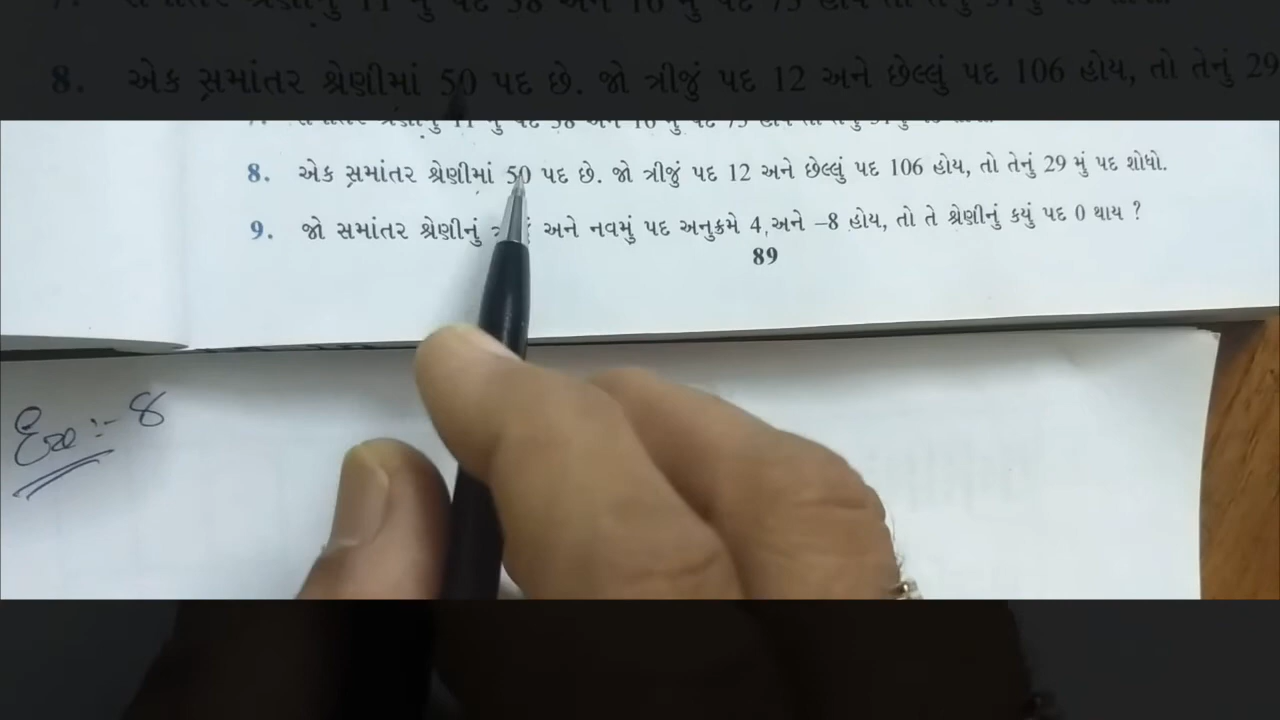 8. એક સમાંતર શ્રેણીમાં 50 પદ છે. જો ત્રીજું પદ 12 અને છેલ્લું પદ 106 હોય, તો તેનું 29
8. એક સમાંતર શ્રેણીમાં 50 પદ છે. જો ત્રીજું પદ 12 અને છેલ્લું પદ 106 હોય, તો તેનું 29 મું પદ શોધો.
9. જો સમાંતર શ્રેણીનું અને નવમું પદ અનુક્રમે 4 અને –8 હોય, તો તે શ્રેણીનું કયું પદ 0 થાય ?
89
Ex :- 8